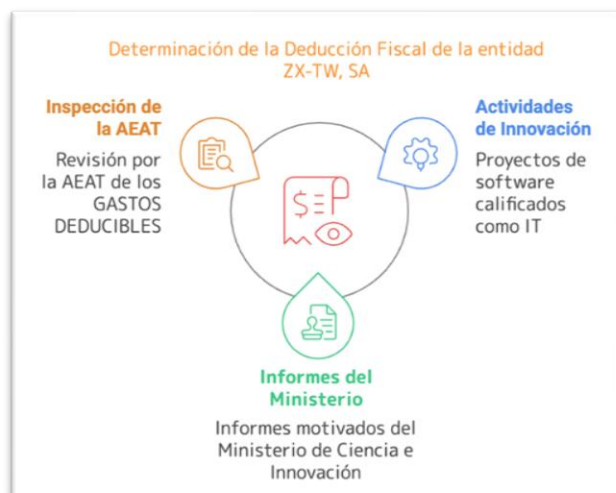 Determinación de la Deducción Fiscal de la entidad
ZX-TW, SA
Inspección de
la AEAT
Revisión por
la AEAT de los
GASTOS
DEDUCIBLES
Actividades
de Innovación
Proyectos de
software
calificados
como IT
Informes del
Ministerio
Informes motivados del
Ministerio de Ciencia e
Innovación